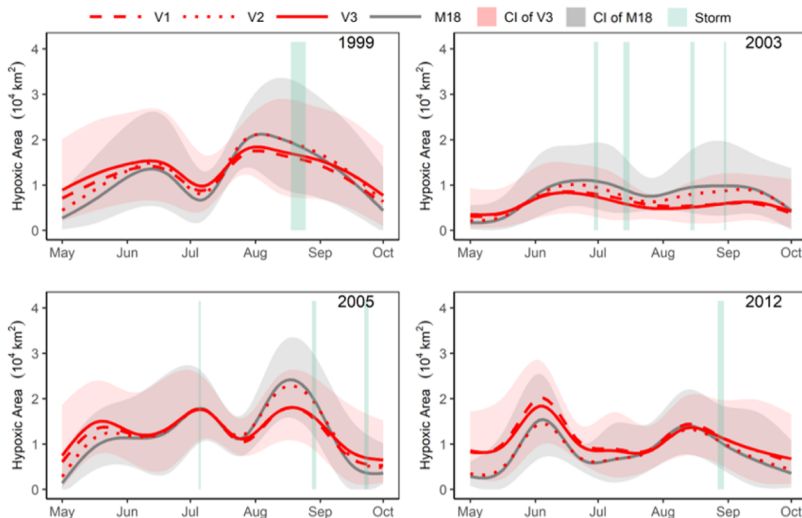 V1 V2 V3 M18 CI of V3 CI of M18 Storm
1999 2003
Hypoxic Area (10⁴ km²) Hypoxic Area (10⁴ km²)
4 4
3 3
2 2
1 1
0 0
May Jun Jul Aug Sep Oct May Jun Jul Aug Sep Oct
2005 2012
Hypoxic Area (10⁴ km²) Hypoxic Area (10⁴ km²)
4 4
3 3
2 2
1 1
0 0
May Jun Jul Aug Sep Oct May Jun Jul Aug Sep Oct